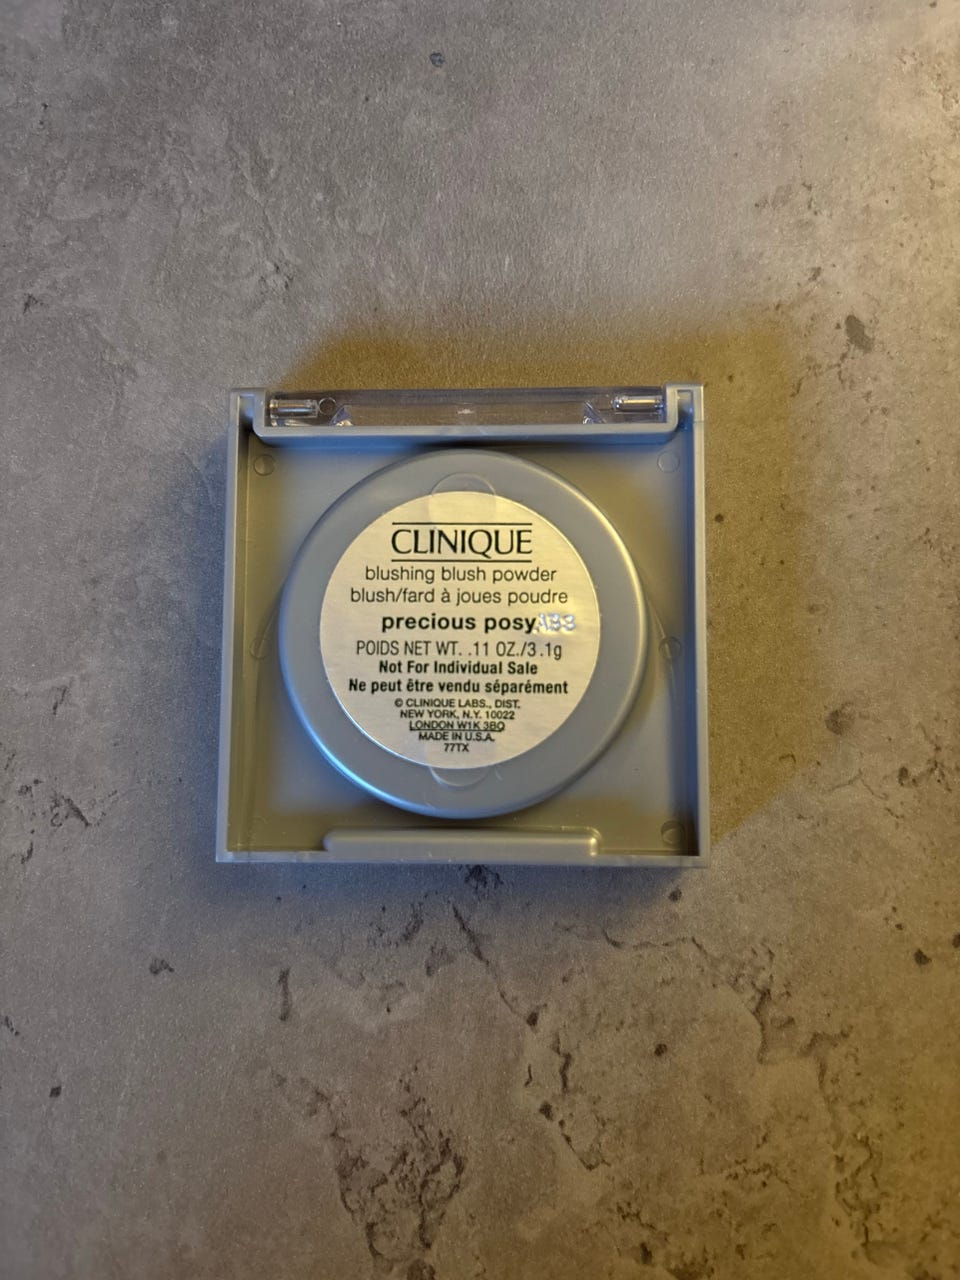 CLINIQUE
blushing blush powder
blush/fard à joues poudre
precious posy
POIDS NET WT. .11 OZ./3.1g
Not For Individual Sale
Ne peut être vendu séparément
© CLINIQUE LABS., DIST.
NEW YORK, N.Y. 10022
LONDON W1K 3BQ
MADE IN U.S.A.
77TX